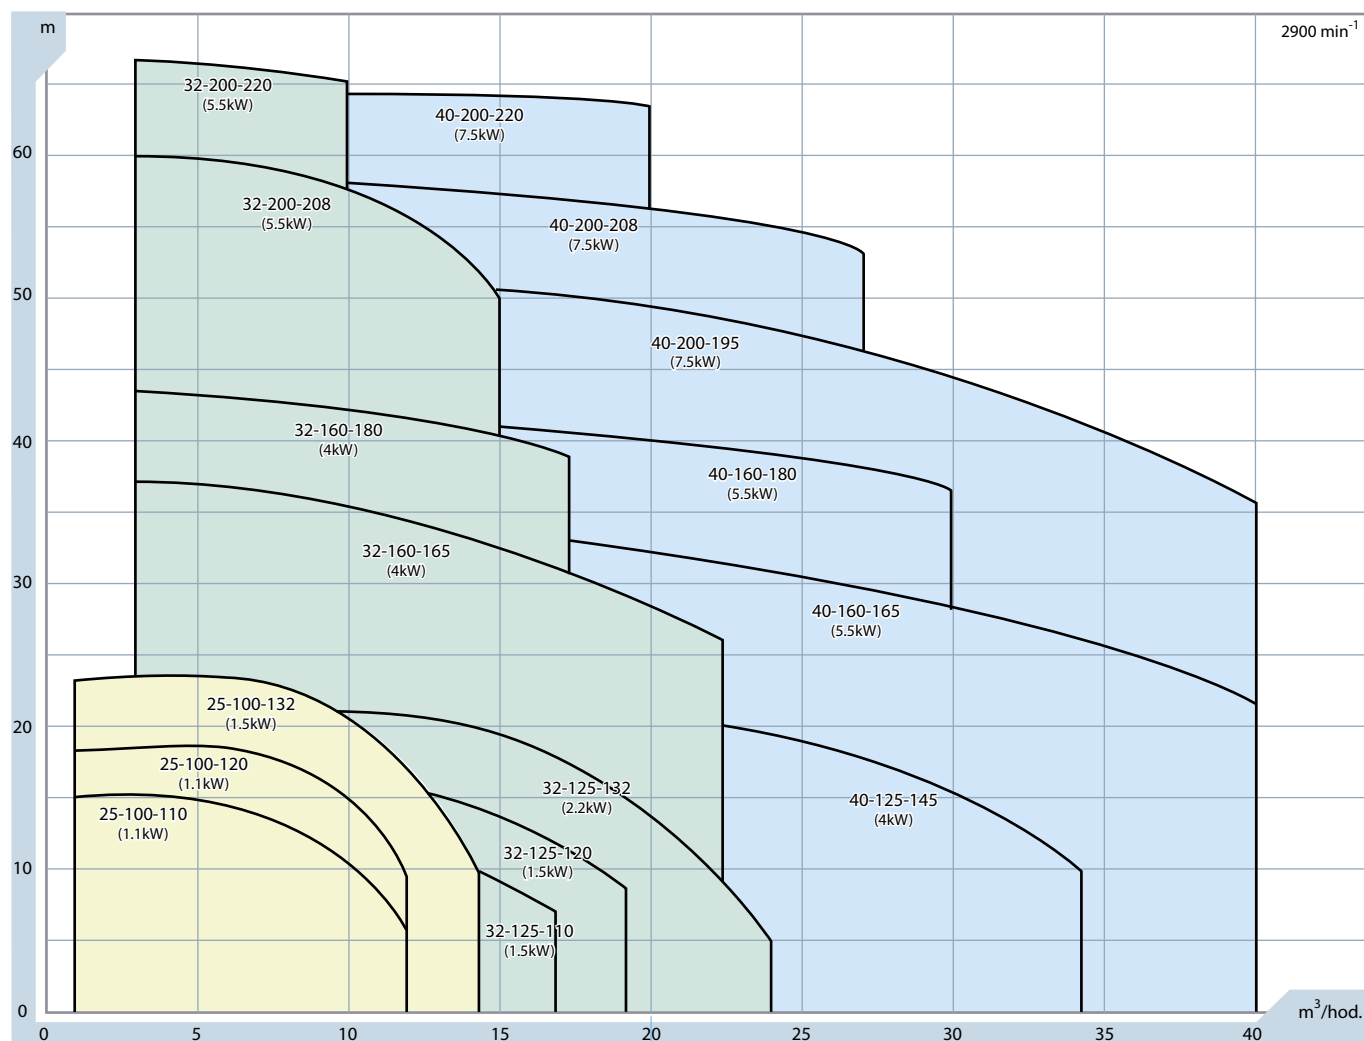 m
2900 min⁻¹
32-200-220
(5.5kW)
40-200-220
(7.5kW)
60
32-200-208
(5.5kW)
40-200-208
(7.5kW)
50
40-200-195
(7.5kW)
40
32-160-180
(4kW)
40-160-180
(5.5kW)
32-160-165
(4kW)
30
40-160-165
(5.5kW)
25-100-132
(1.5kW)
20
25-100-120
(1.1kW)
32-125-132
(2.2kW)
40-125-145
(4kW)
25-100-110
(1.1kW)
32-125-120
(1.5kW)
10
32-125-110
(1.5kW)
0
m³/hod.
0 5 10 15 20 25 30 35 40